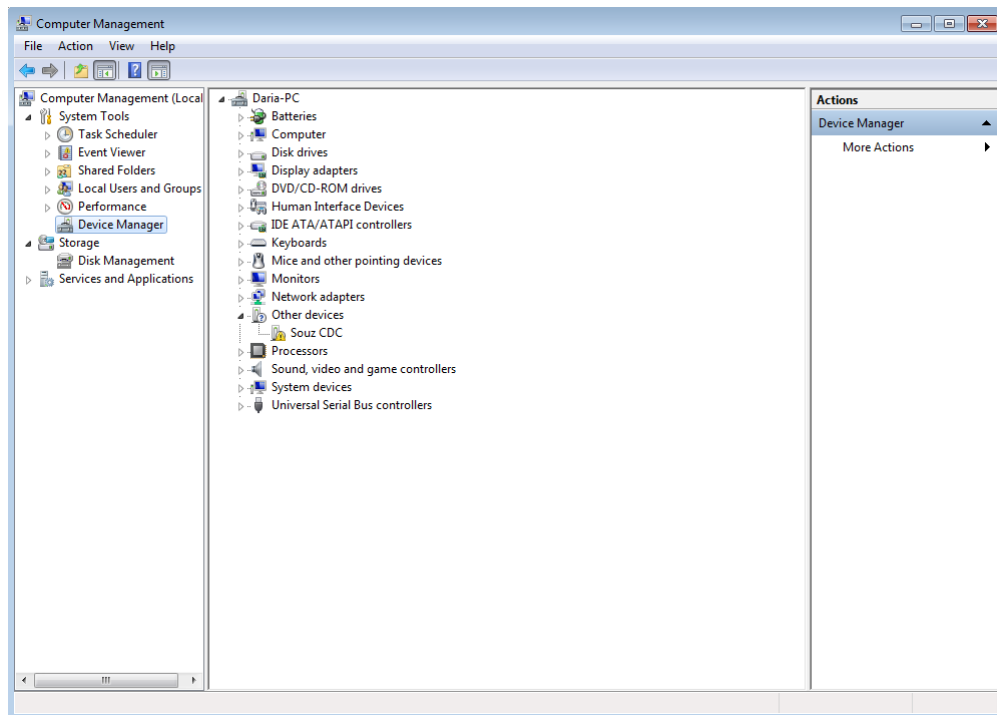 Computer Management
File Action View Help
Computer Management (Local
System Tools
Task Scheduler
Event Viewer
Shared Folders
Local Users and Groups
Performance
Device Manager
Storage
Disk Management
Services and Applications
Daria-PC
Batteries
Computer
Disk drives
Display adapters
DVD/CD-ROM drives
Human Interface Devices
IDE ATA/ATAPI controllers
Keyboards
Mice and other pointing devices
Monitors
Network adapters
Other devices
Souz CDC
Processors
Sound, video and game controllers
System devices
Universal Serial Bus controllers
Actions
Device Manager
More Actions